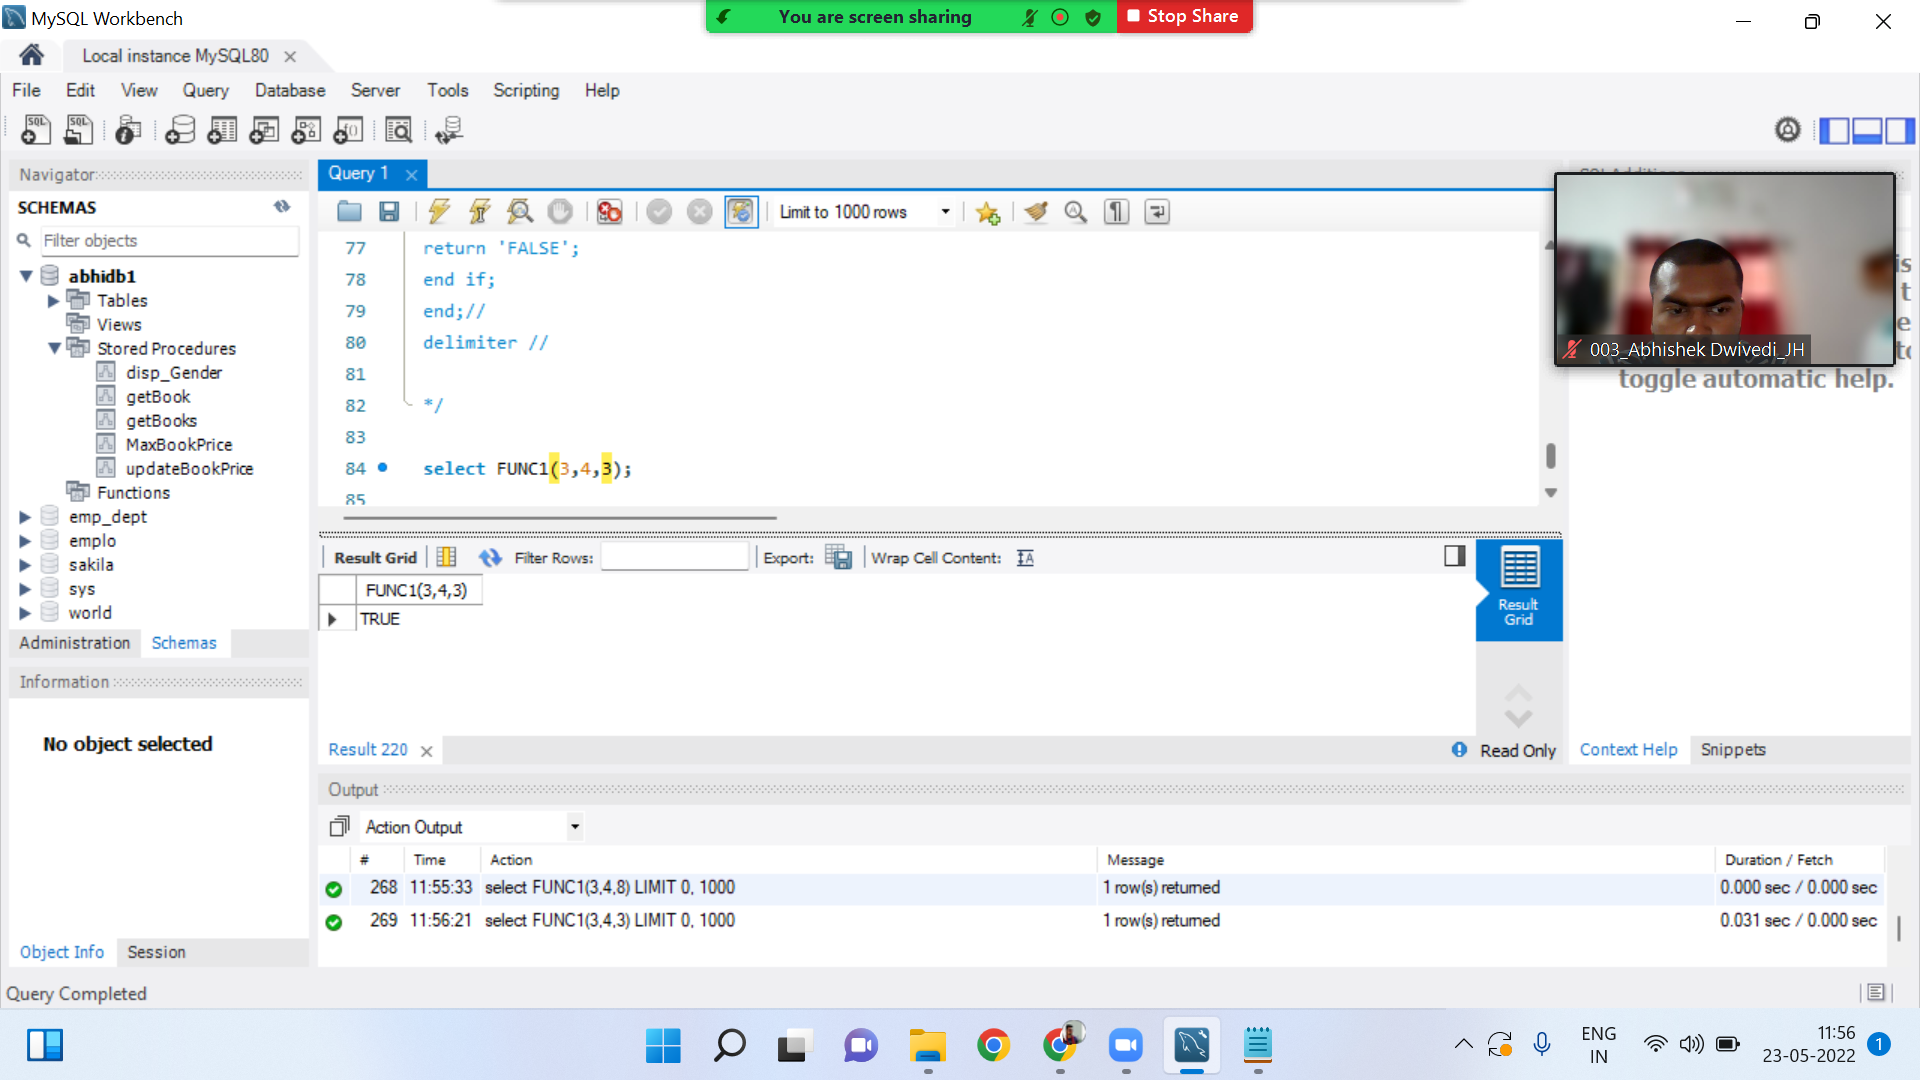 MySQL Workbench
You are screen sharing
Stop Share
Local instance MySQL80
File Edit View Query Database Server Tools Scripting Help
Navigator
SCHEMAS
Filter objects
abhidb1
Tables
Views
Stored Procedures
disp_Gender
getBook
getBooks
MaxBookPrice
updateBookPrice
Functions
emp_dept
emplo
sakila
sys
world
Administration Schemas
Information
No object selected
Object Info Session
Query Completed
Query 1
Limit to 1000 rows
77 return 'FALSE';
78 end if;
79 end;//
80 delimiter //
81
82 */
83
84 select FUNC1(3,4,3);
85
Result Grid Filter Rows: Export: Wrap Cell Content:
FUNC1(3,4,3)
TRUE
Result
Grid
Result 220
Read Only
003_Abhishek Dwivedi_JH
toggle automatic help.
Context Help Snippets
Output
Action Output
# Time Action Message Duration / Fetch
268 11:55:33 select FUNC1(3,4,8) LIMIT 0, 1000 1 row(s) returned 0.000 sec / 0.000 sec
269 11:56:21 select FUNC1(3,4,3) LIMIT 0, 1000 1 row(s) returned 0.031 sec / 0.000 sec
ENG
IN
11:56
23-05-2022
1